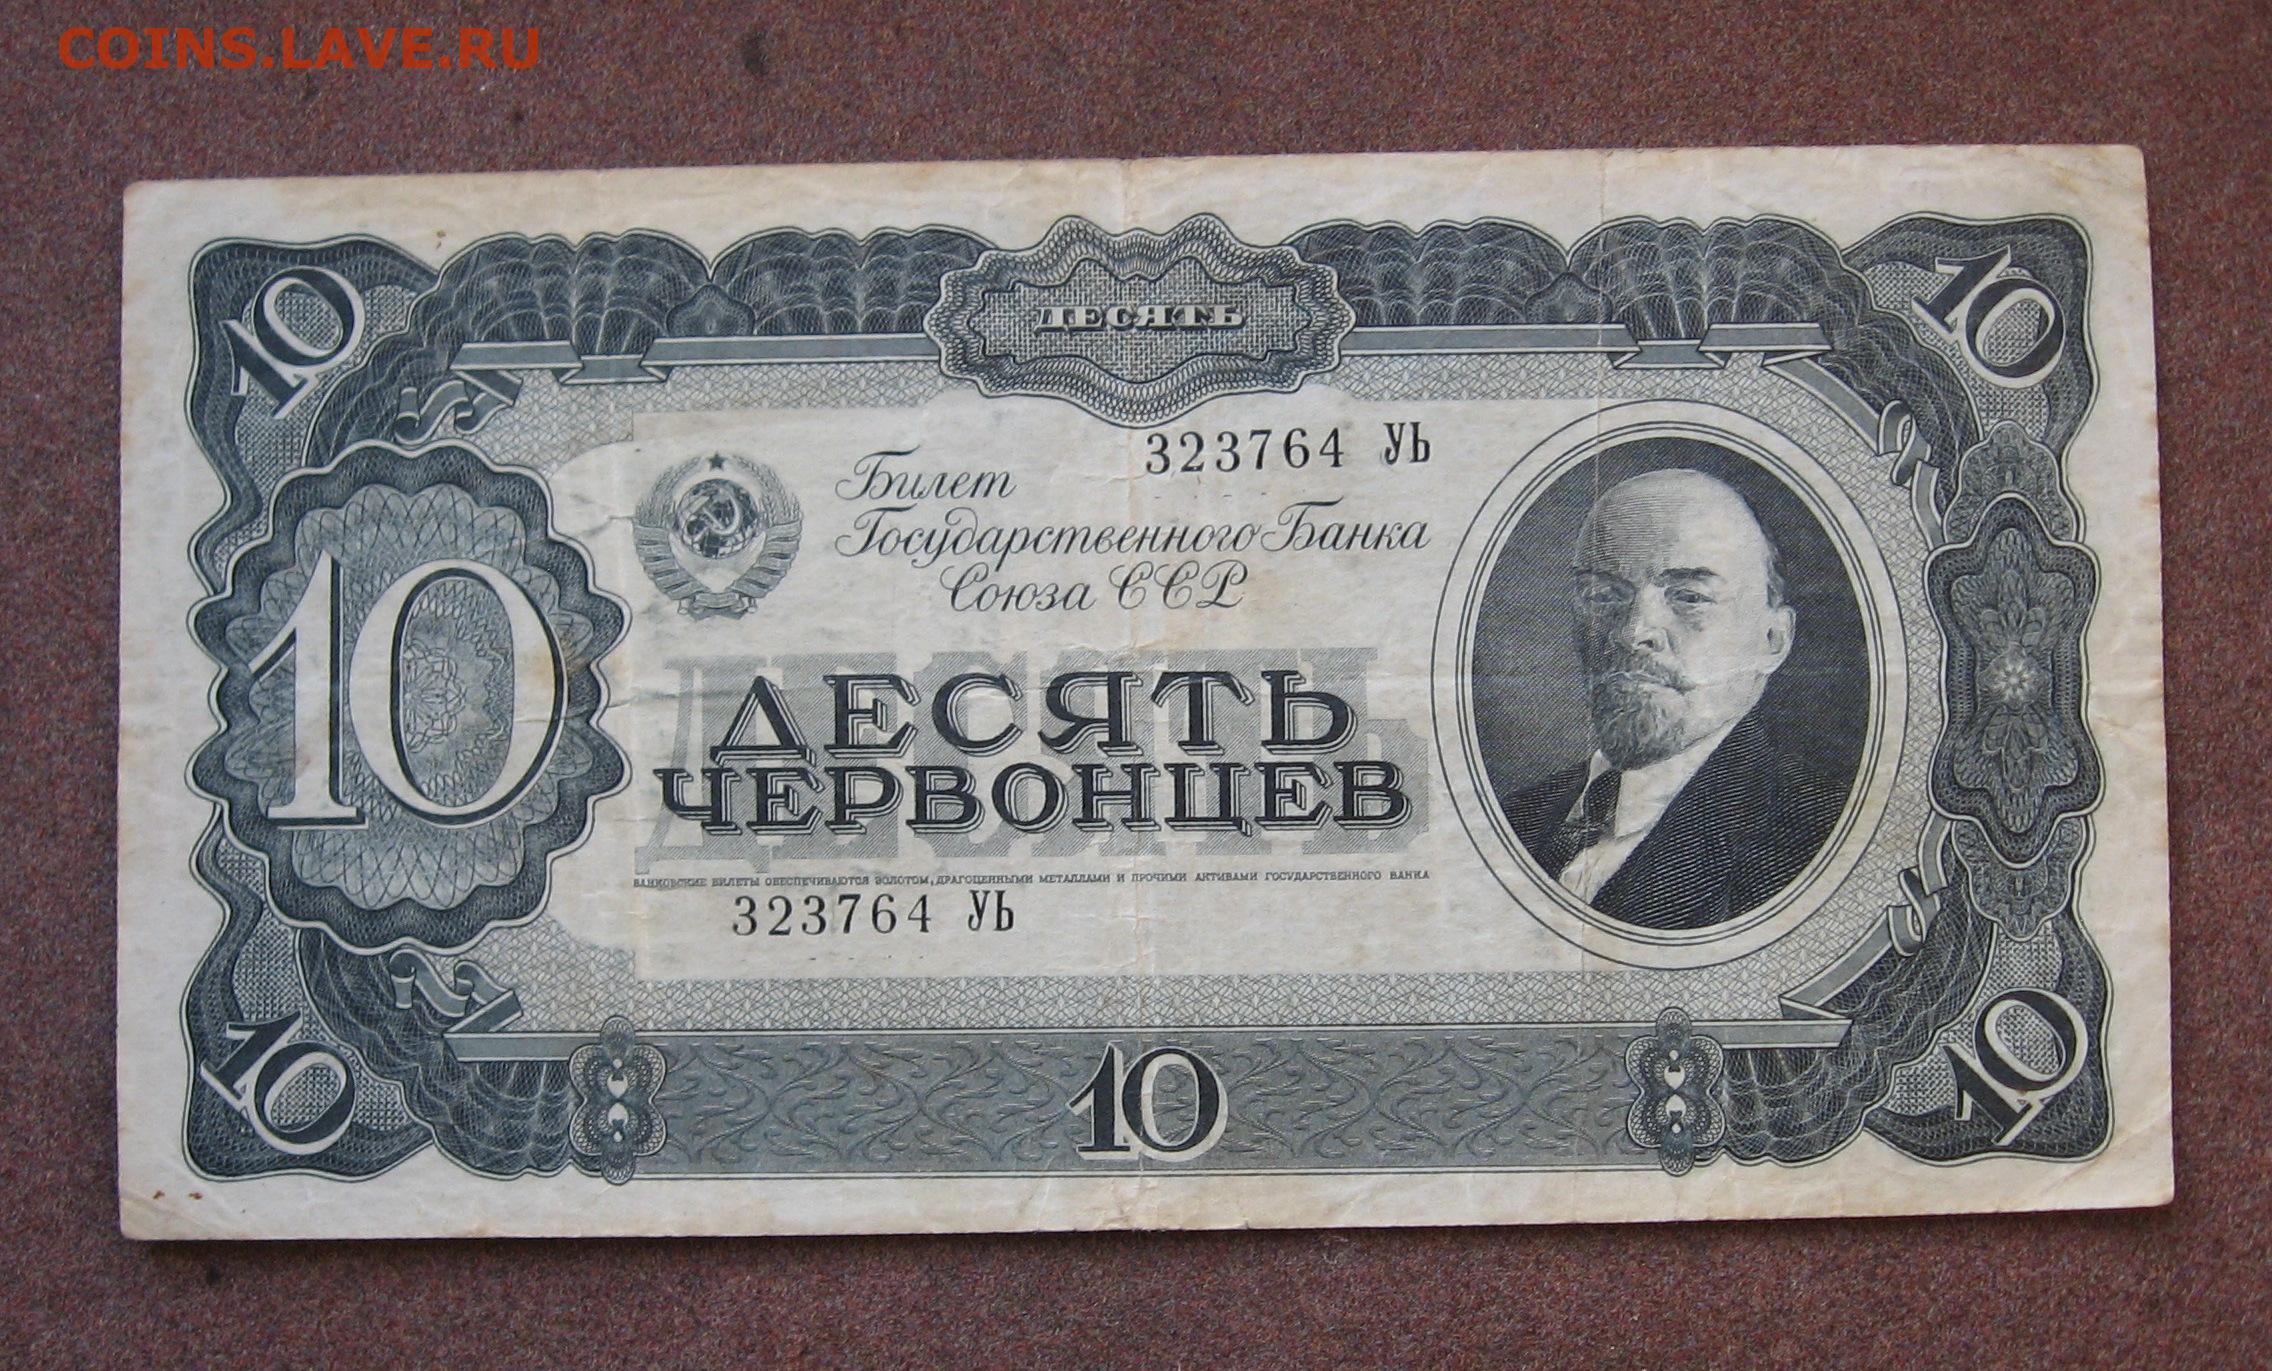 COINS.LAVE.RU
10
ДЕСЯТЬ
10
323764 УЬ
Билет
Государственного Банка
Союза ССР
10
ДЕСЯТЬ
ДЕСЯТЬ
ЧЕРВОНЦЕВ
БАНКОВСКИЕ БИЛЕТЫ ОБЕСПЕЧИВАЮТСЯ ЗОЛОТОМ, ДРАГОЦЕННЫМИ МЕТАЛЛАМИ И ПРОЧИМИ АКТИВАМИ ГОСУДАРСТВЕННОГО БАНКА
323764 УЬ
10
10
10